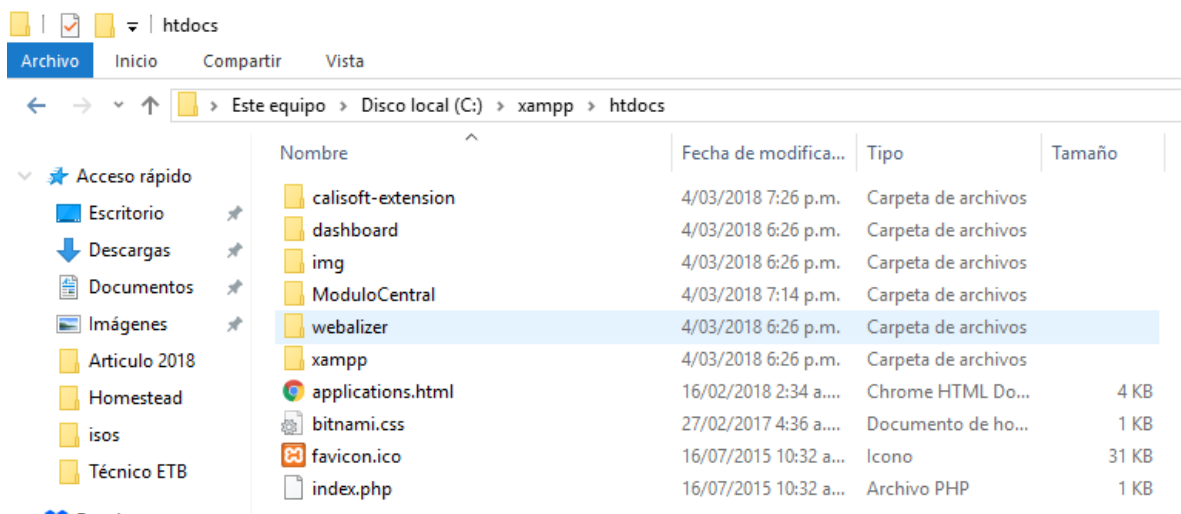 htdocs
Archivo Inicio Compartir Vista
Este equipo > Disco local (C:) > xampp > htdocs
Nombre Fecha de modifica... Tipo Tamaño
Acceso rápido
Escritorio
Descargas
Documentos
Imágenes
Articulo 2018
Homestead
isos
Técnico ETB
calisoft-extension 4/03/2018 7:26 p.m. Carpeta de archivos
dashboard 4/03/2018 6:26 p.m. Carpeta de archivos
img 4/03/2018 6:26 p.m. Carpeta de archivos
ModuloCentral 4/03/2018 7:14 p.m. Carpeta de archivos
webalizer 4/03/2018 6:26 p.m. Carpeta de archivos
xampp 4/03/2018 6:26 p.m. Carpeta de archivos
applications.html 16/02/2018 2:34 a.... Chrome HTML Do... 4 KB
bitnami.css 27/02/2017 4:36 a.... Documento de ho... 1 KB
favicon.ico 16/07/2015 10:32 a... Icono 31 KB
index.php 16/07/2015 10:32 a... Archivo PHP 1 KB